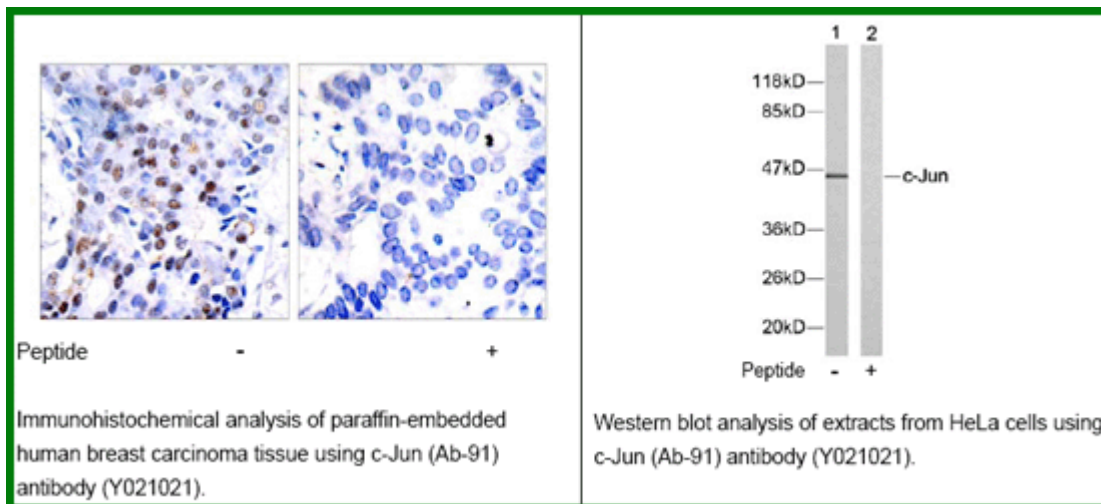 Peptide - +
Immunohistochemical analysis of paraffin-embedded
human breast carcinoma tissue using c-Jun (Ab-91)
antibody (Y021021).
1 2
118kD
85kD
47kD
c-Jun
36kD
26kD
20kD
Peptide - +
Western blot analysis of extracts from HeLa cells using
c-Jun (Ab-91) antibody (Y021021).